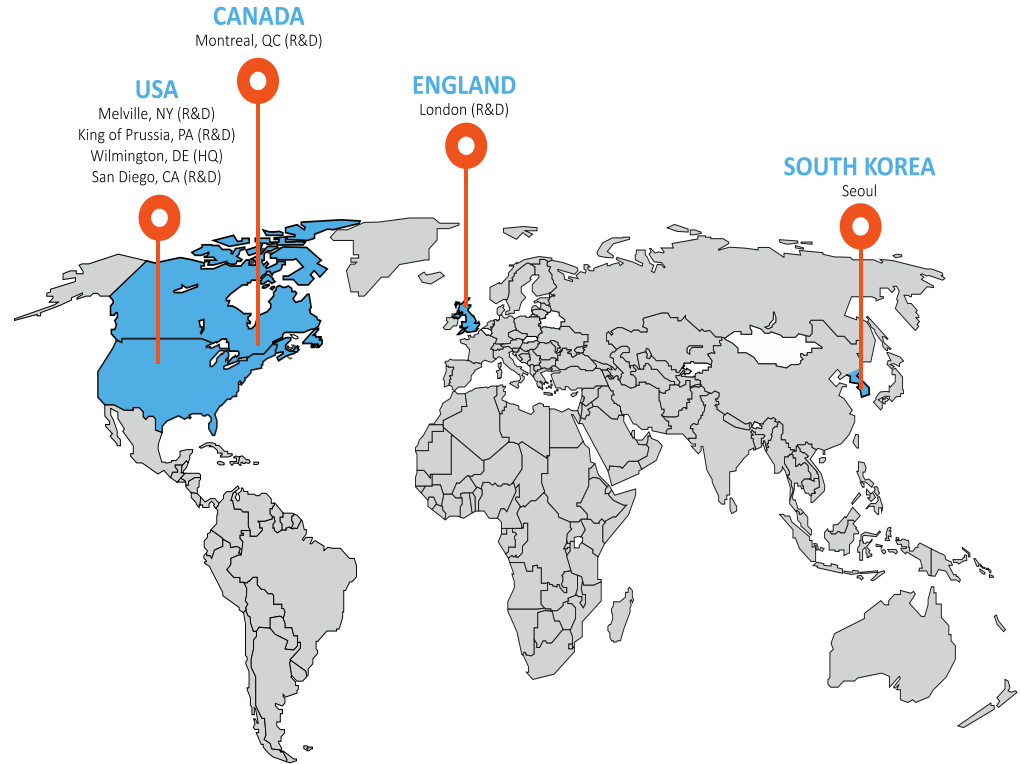 CANADA
Montreal, QC (R&D)
USA
Melville, NY (R&D)
King of Prussia, PA (R&D)
Wilmington, DE (HQ)
San Diego, CA (R&D)
ENGLAND
London (R&D)
SOUTH KOREA
Seoul